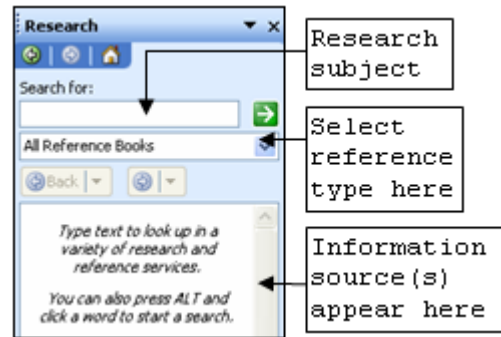 Research
Search for:
All Reference Books
Back
Type text to look up in a
variety of research and
reference services.
You can also press ALT and
click a word to start a search.
Research
subject
Select
reference
type here
Information
source(s)
appear here